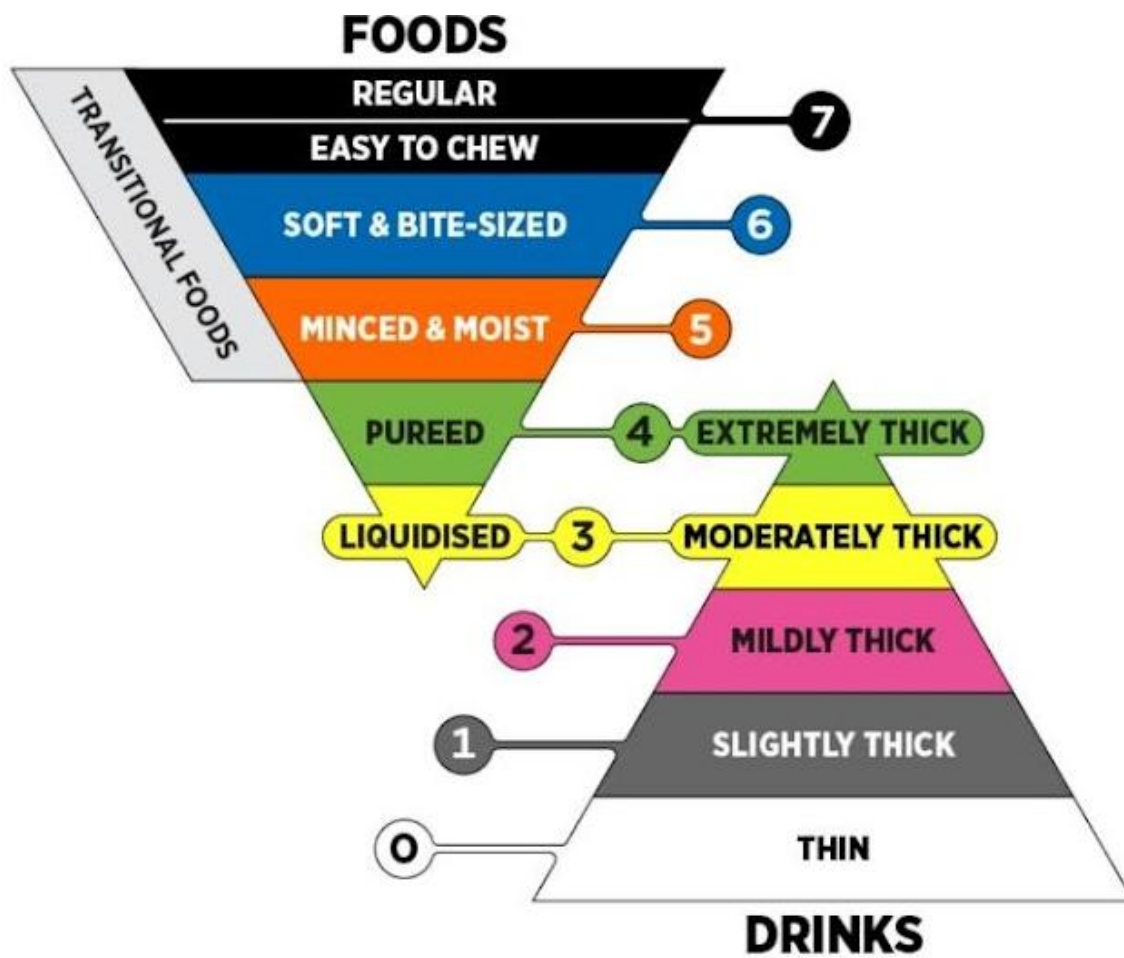 FOODS
REGULAR
7
EASY TO CHEW
TRANSITIONAL FOODS
SOFT & BITE-SIZED
6
MINCED & MOIST
5
PUREED
4
EXTREMELY THICK
LIQUIDISED
3
MODERATELY THICK
2
MILDLY THICK
1
SLIGHTLY THICK
0
THIN
DRINKS